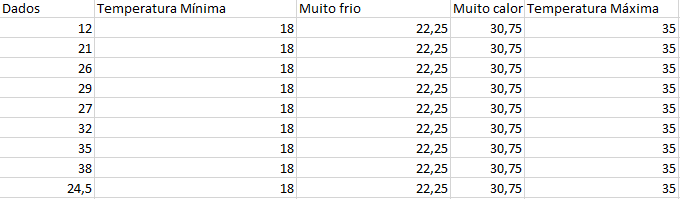 Dados Temperatura Mínima Muito frio Muito calor Temperatura Máxima
12 18 22,25 30,75 35
21 18 22,25 30,75 35
26 18 22,25 30,75 35
29 18 22,25 30,75 35
27 18 22,25 30,75 35
32 18 22,25 30,75 35
35 18 22,25 30,75 35
38 18 22,25 30,75 35
24,5 18 22,25 30,75 35